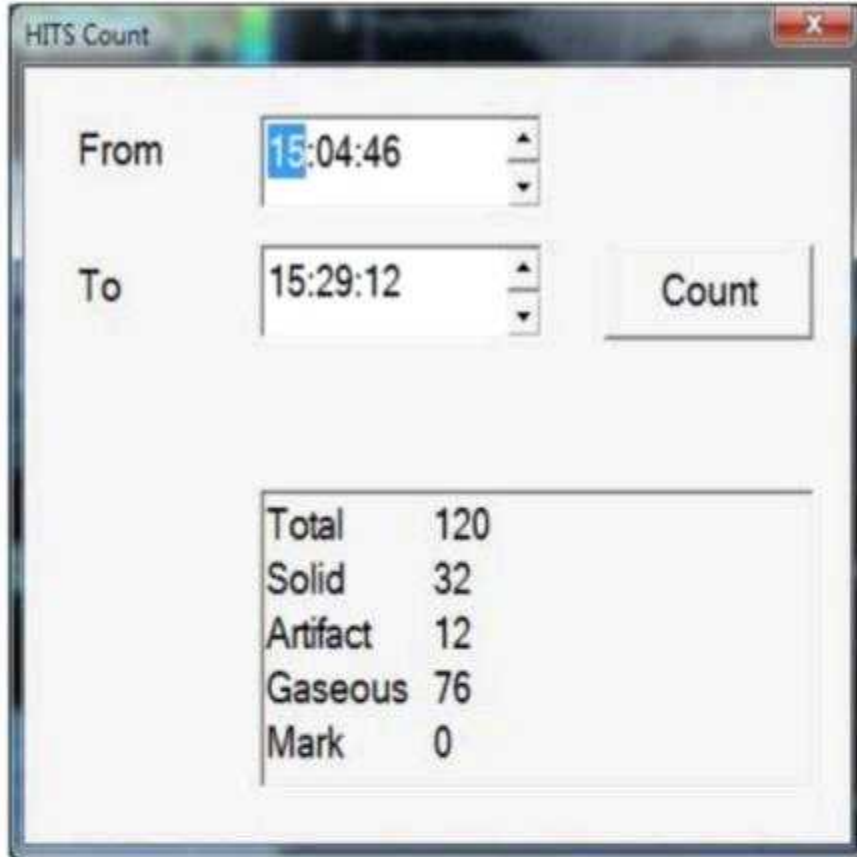 HITS Count
X
From 15:04:46
To 15:29:12 Count
Total 120
Solid 32
Artifact 12
Gaseous 76
Mark 0